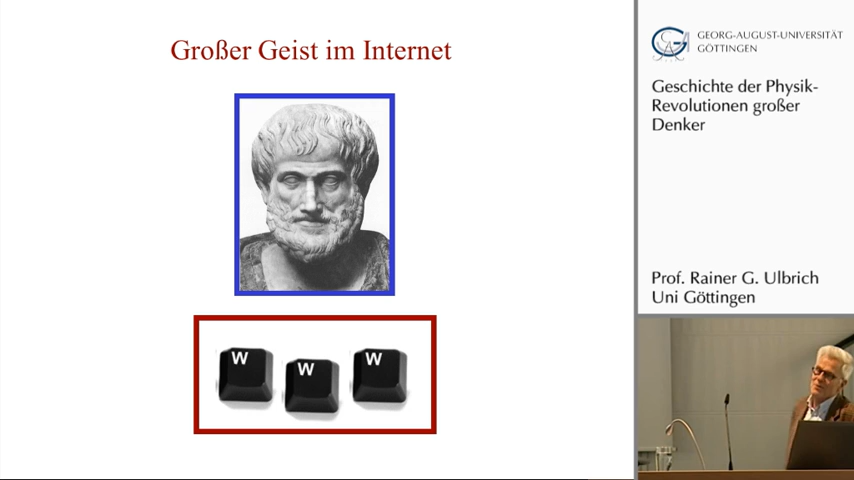 Großer Geist im Internet
W W W
GEORG-AUGUST-UNIVERSITÄT
GÖTTINGEN
Geschichte der Physik-
Revolutionen großer
Denker
Prof. Rainer G. Ulbrich
Uni Göttingen